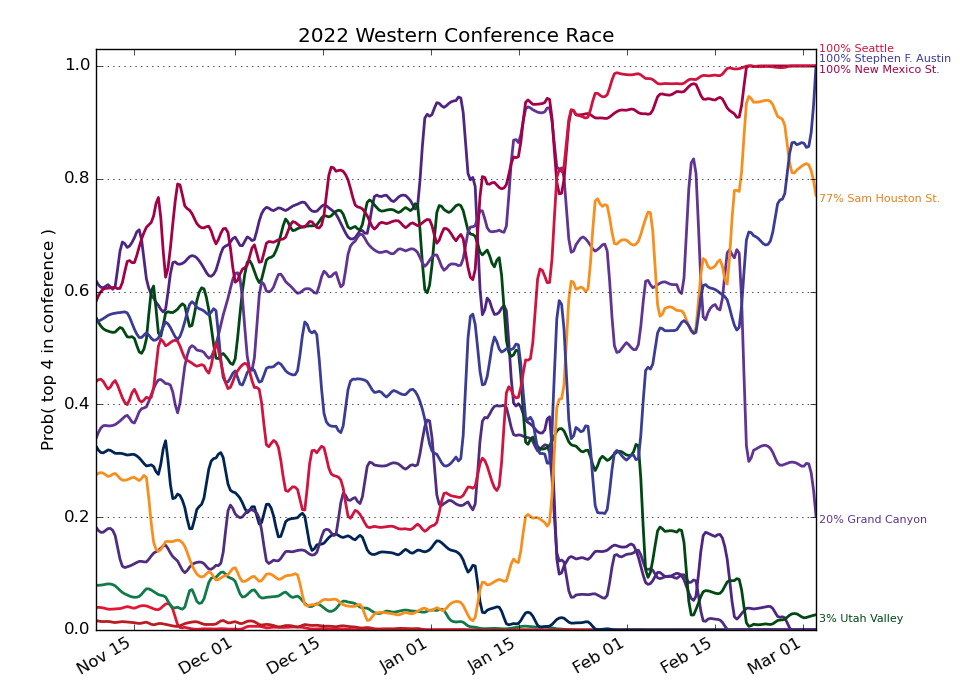 2022 Western Conference Race
Prob( top 4 in conference )
1.0
0.8
0.6
0.4
0.2
0.0
Nov 15
Dec 01
Dec 15
Jan 01
Jan 15
Feb 01
Feb 15
Mar 01
100% Seattle
100% Stephen F. Austin
100% New Mexico St.
77% Sam Houston St.
20% Grand Canyon
3% Utah Valley